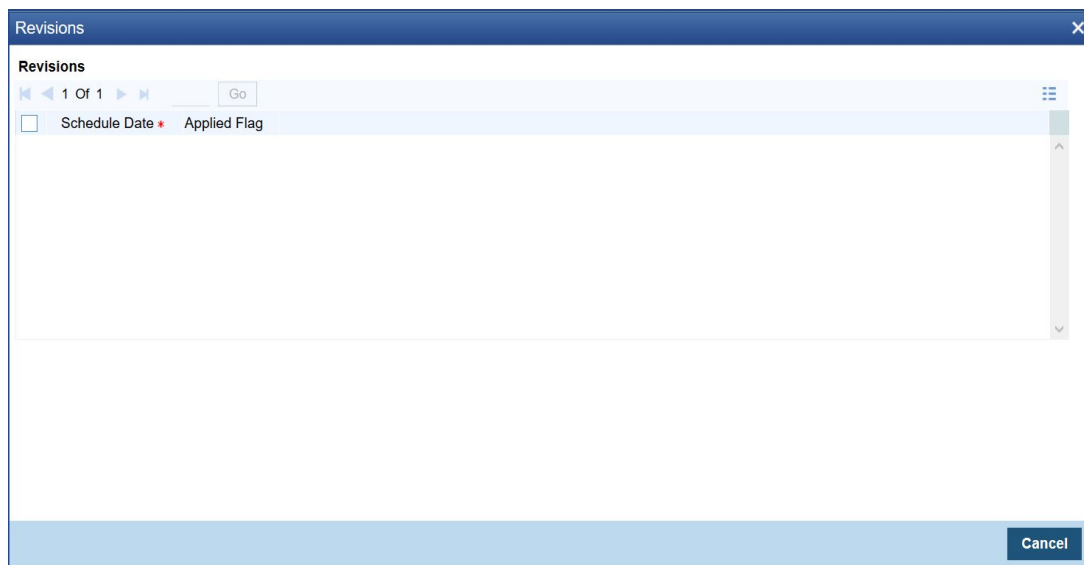 Revisions
Revisions
1 Of 1 Go
Schedule Date * Applied Flag
Cancel